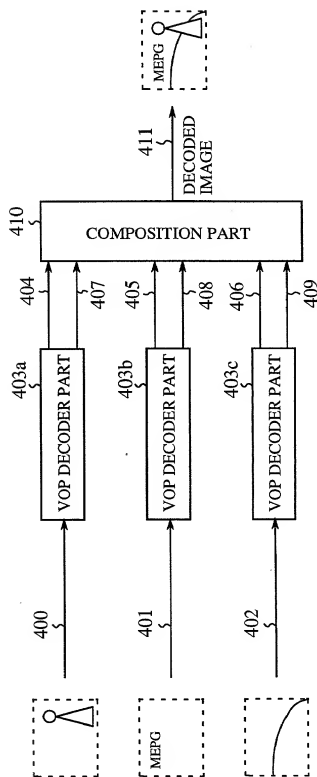 400
403a
VOP DECODER PART
404
407
410
COMPOSITION PART
411
DECODED
IMAGE
MEPG
MEPG
401
403b
VOP DECODER PART
405
408
402
403c
VOP DECODER PART
406
409